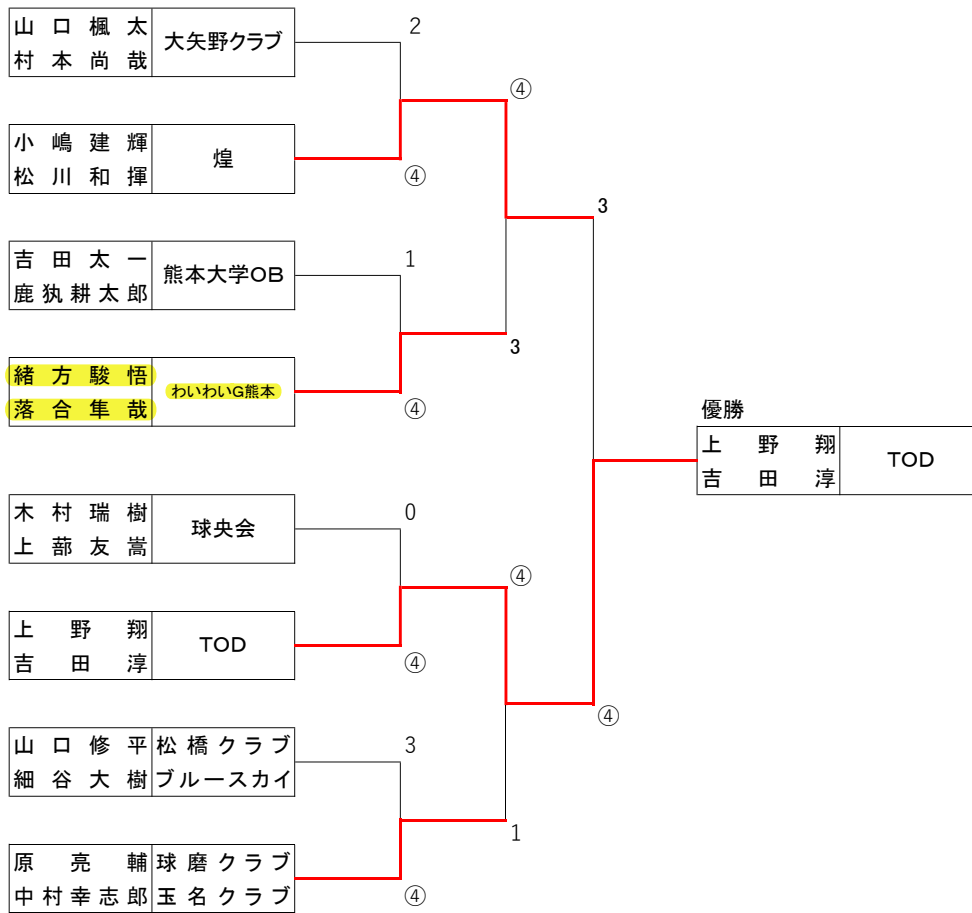 山口楓太 大矢野クラブ 2
村本尚哉
④
小嶋建輝 煌
松川和揮 ④
3
吉田太一 熊本大学OB 1
鹿犱耕太郎
3
緒方駿悟 わいわいG熊本
落合隼哉 ④
優勝
上野翔 TOD
吉田淳
木村瑞樹 球央会 0
上蔀友嵩
④
上野翔 TOD
吉田淳 ④
④
山口修平 松橋クラブ 3
細谷大樹 ブルースカイ
1
原亮輔 球磨クラブ
中村幸志郎 玉名クラブ ④